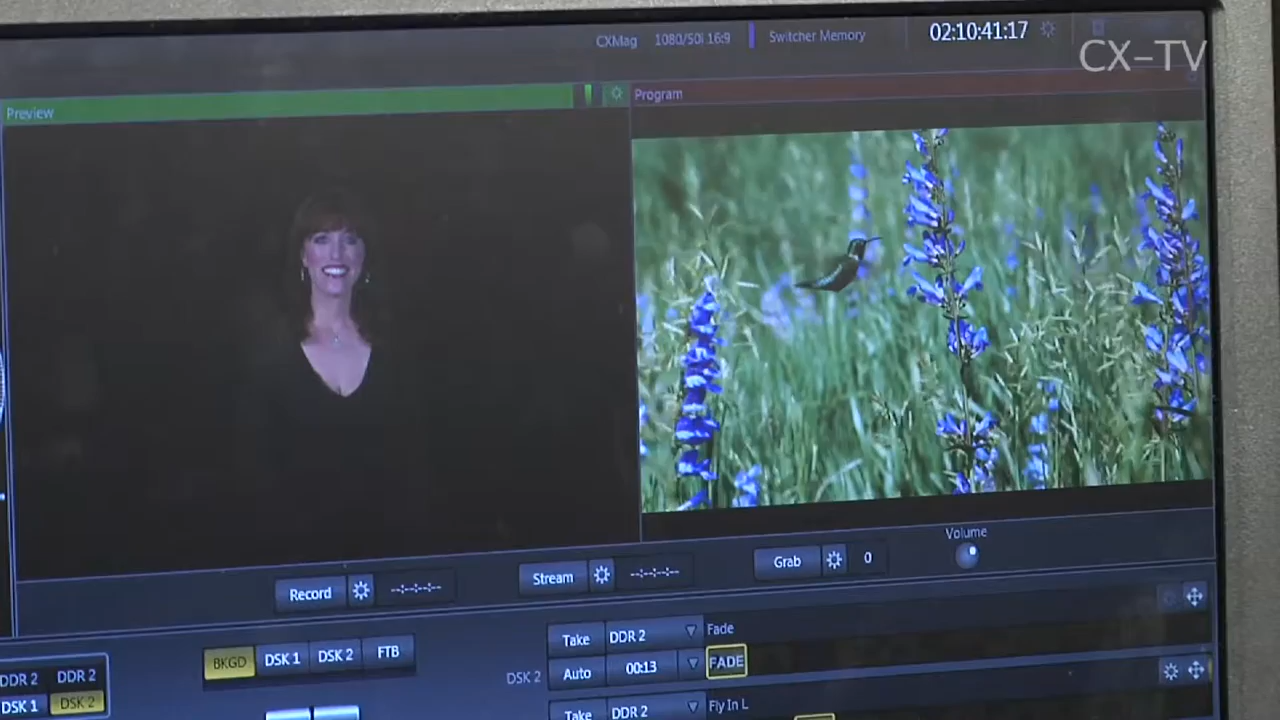 CXMag 1080/50i 16:9 Switcher Memory 02:10:41:17
CX-TV
Preview
Program
Volume
Record --:--:--:-- Stream --:--:--:-- Grab 0
BKGD DSK 1 DSK 2 FTB
Take DDR 2 Fade
DSK 2 Auto 00:13 FADE
DDR 2 DDR 2
DSK 1 DSK 2
Take DDR 2 Fly In L